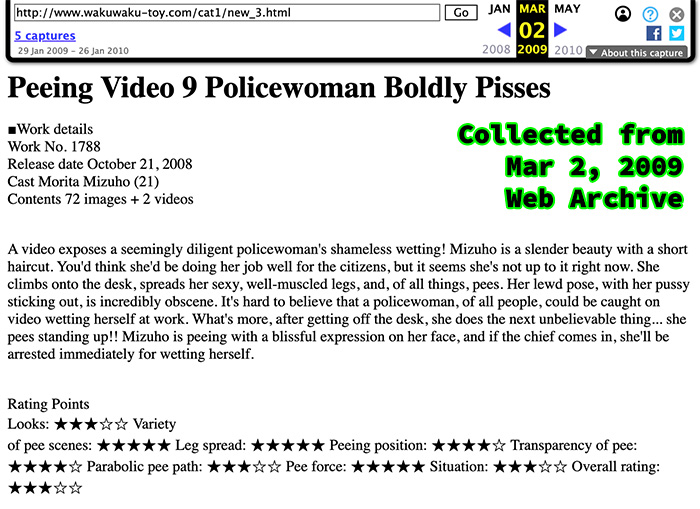 http://www.wakuwaku-toy.com/cat1/new_3.html
Go
JAN MAR MAY
02
2008 2009 2010
5 captures
29 Jan 2009 – 26 Jan 2010
About this capture
Peeing Video 9 Policewoman Boldly Pisses
■Work details
Work No. 1788
Release date October 21, 2008
Cast Morita Mizuho (21)
Contents 72 images + 2 videos
Collected from
Mar 2, 2009
Web Archive
A video exposes a seemingly diligent policewoman's shameless wetting! Mizuho is a slender beauty with a short
haircut. You'd think she'd be doing her job well for the citizens, but it seems she's not up to it right now. She
climbs onto the desk, spreads her sexy, well-muscled legs, and, of all things, pees. Her lewd pose, with her pussy
sticking out, is incredibly obscene. It's hard to believe that a policewoman, of all people, could be caught on
video wetting herself at work. What's more, after getting off the desk, she does the next unbelievable thing... she
pees standing up!! Mizuho is peeing with a blissful expression on her face, and if the chief comes in, she'll be
arrested immediately for wetting herself.
Rating Points
Looks: ★★★☆☆ Variety
of pee scenes: ★★★★★ Leg spread: ★★★★★ Peeing position: ★★★★☆ Transparency of pee:
★★★★☆ Parabolic pee path: ★★★☆☆ Pee force: ★★★★★ Situation: ★★★☆☆ Overall rating:
★★★☆☆